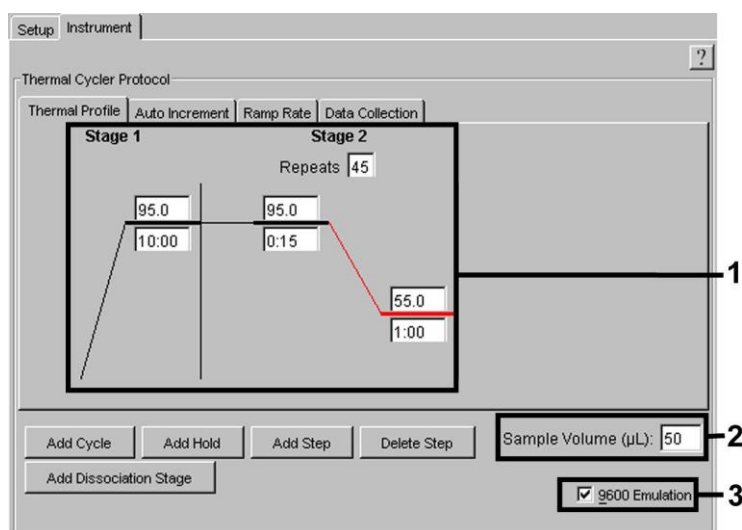 Setup Instrument
?
Thermal Cycler Protocol
Thermal Profile Auto Increment Ramp Rate Data Collection
Stage 1 Stage 2
Repeats 45
95.0 95.0
10:00 0:15
55.0
1:00
1
Add Cycle Add Hold Add Step Delete Step Sample Volume (µL): 50 2
Add Dissociation Stage
9600 Emulation 3